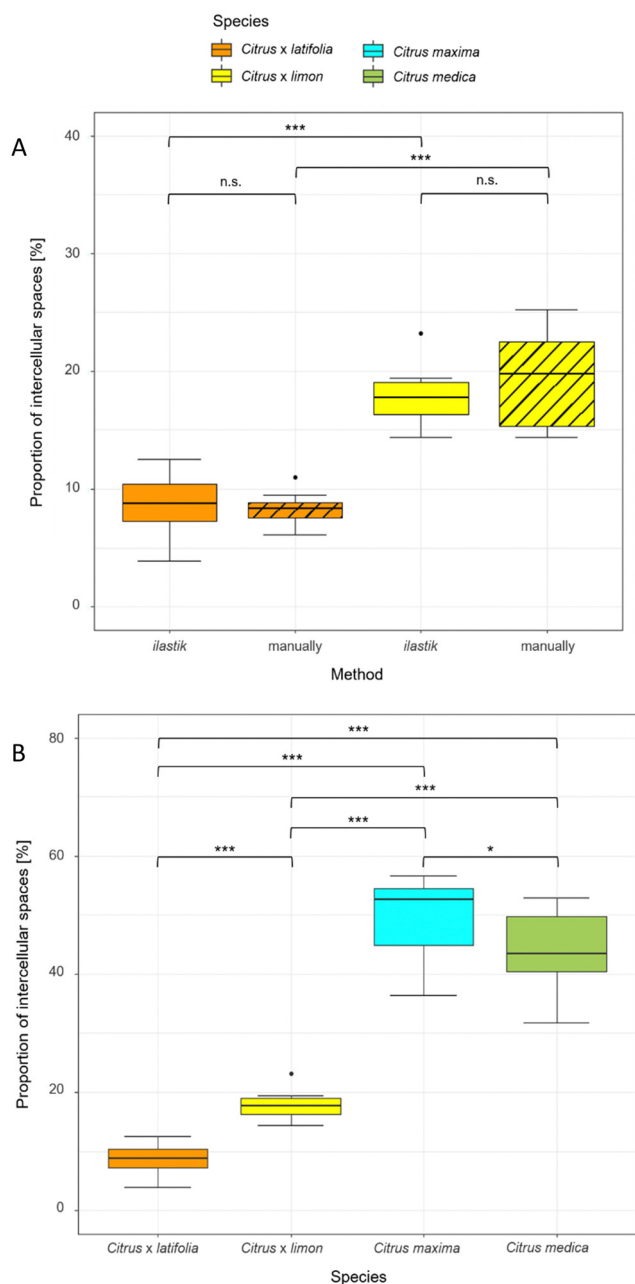 Species
Citrus x latifolia
Citrus maxima
Citrus x limon
Citrus medica
A
Proportion of intercellular spaces [%]
40
30
20
10
0
***
***
n.s.
n.s.
ilastik
manually
ilastik
manually
Method
B
Proportion of intercellular spaces [%]
80
60
40
20
0
***
***
***
***
***
*
Citrus x latifolia
Citrus x limon
Citrus maxima
Citrus medica
Species